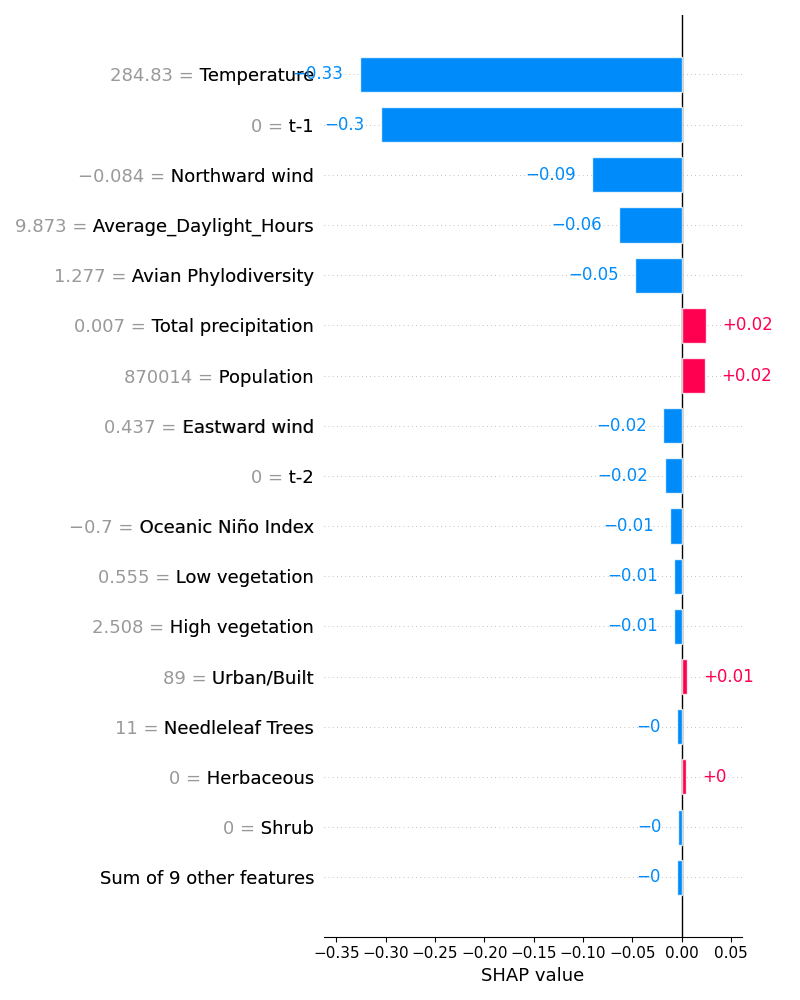 284.83 = Temperature −0.33
0 = t-1 −0.3
−0.084 = Northward wind −0.09
9.873 = Average_Daylight_Hours −0.06
1.277 = Avian Phylodiversity −0.05
0.007 = Total precipitation +0.02
870014 = Population +0.02
0.437 = Eastward wind −0.02
0 = t-2 −0.02
−0.7 = Oceanic Niño Index −0.01
0.555 = Low vegetation −0.01
2.508 = High vegetation −0.01
89 = Urban/Built +0.01
11 = Needleleaf Trees −0
0 = Herbaceous +0
0 = Shrub −0
Sum of 9 other features −0
−0.35 −0.30 −0.25 −0.20 −0.15 −0.10 −0.05 0.00 0.05
SHAP value